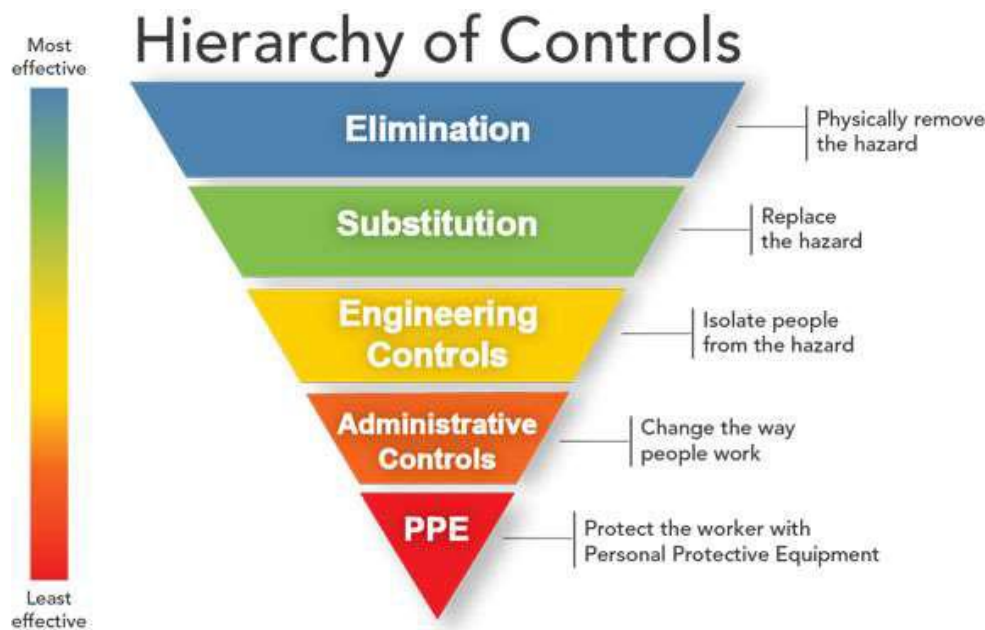 Hierarchy of Controls
Most
effective
Elimination
Physically remove
the hazard
Substitution
Replace
the hazard
Engineering
Controls
Isolate people
from the hazard
Administrative
Controls
Change the way
people work
PPE
Protect the worker with
Personal Protective Equipment
Least
effective